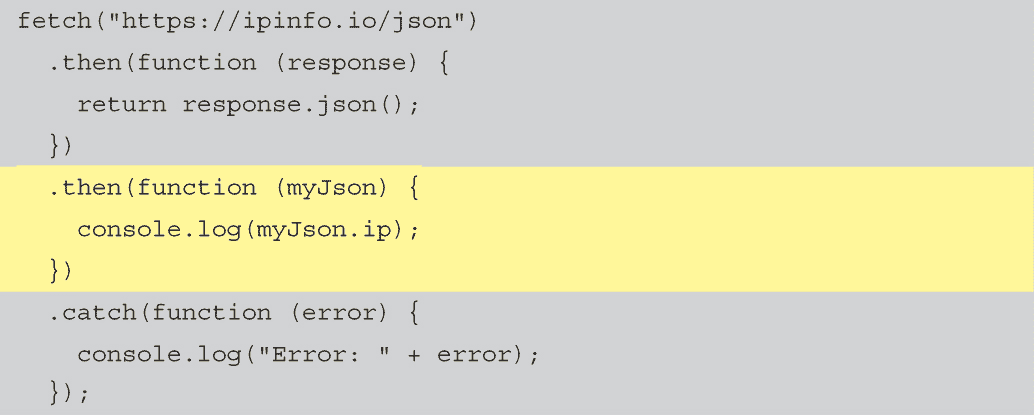 fetch("https://ipinfo.io/json")
  .then(function (response) {
    return response.json();
  })
  .then(function (myJson) {
    console.log(myJson.ip);
  })
  .catch(function (error) {
    console.log("Error: " + error);
  });